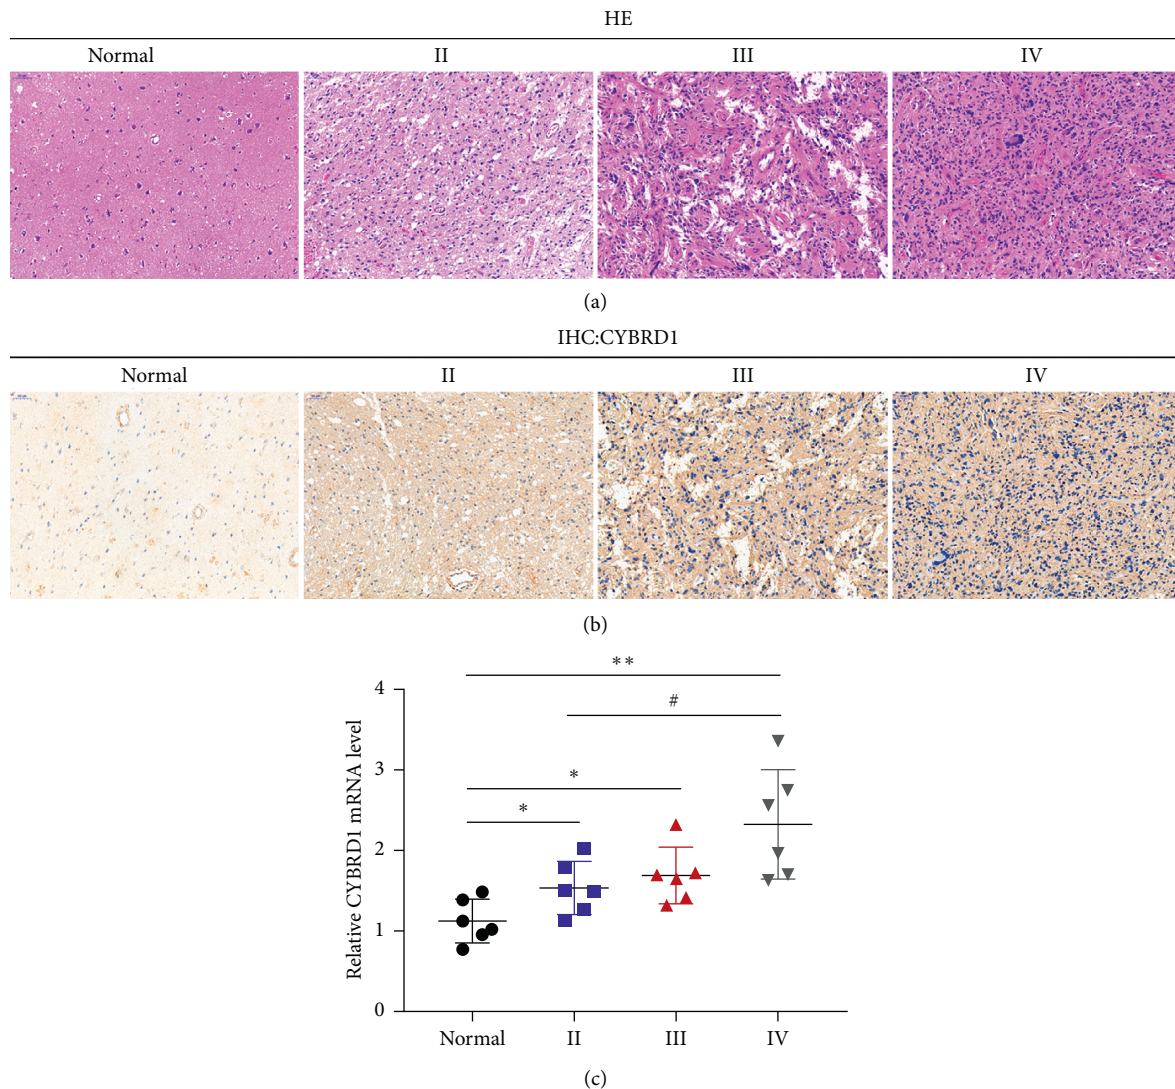 HE
Normal II III IV
(a)
IHC:CYBRD1
Normal II III IV
(b)
**
#
*
*
Relative CYBRD1 mRNA level
4
3
2
1
0
Normal II III IV
(c)